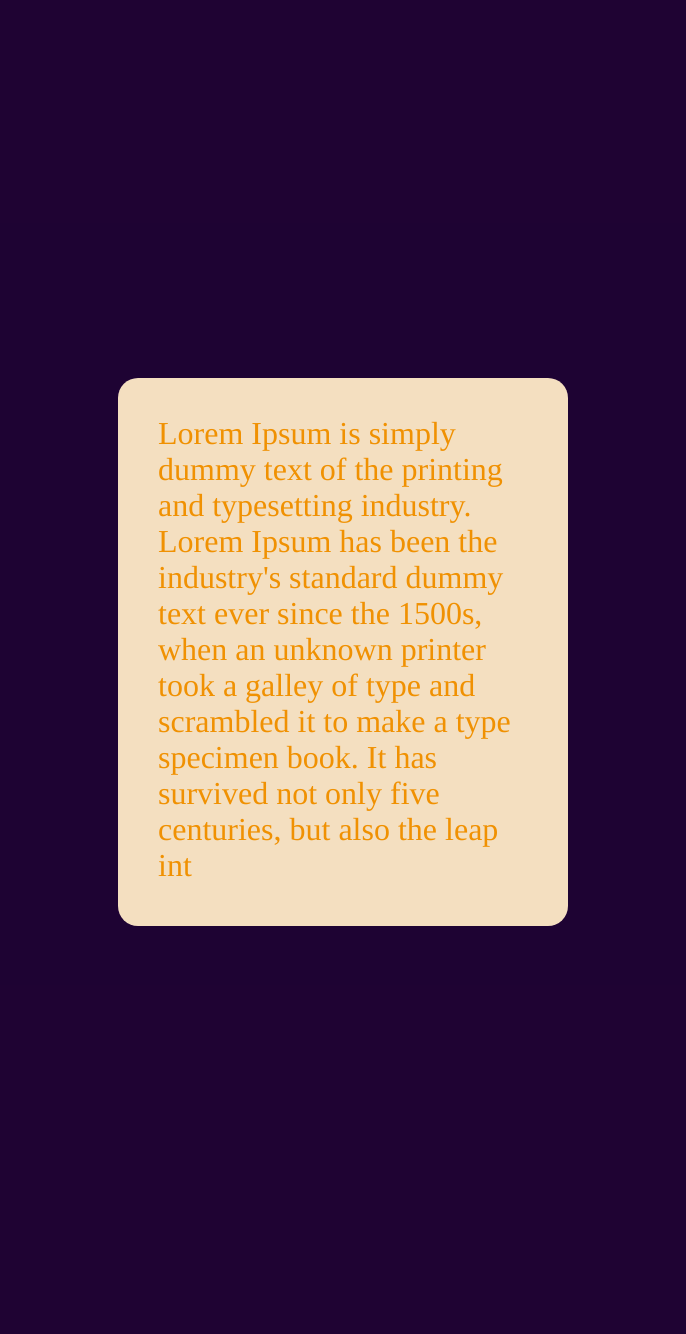 Lorem Ipsum is simply
dummy text of the printing
and typesetting industry.
Lorem Ipsum has been the
industry's standard dummy
text ever since the 1500s,
when an unknown printer
took a galley of type and
scrambled it to make a type
specimen book. It has
survived not only five
centuries, but also the leap
int